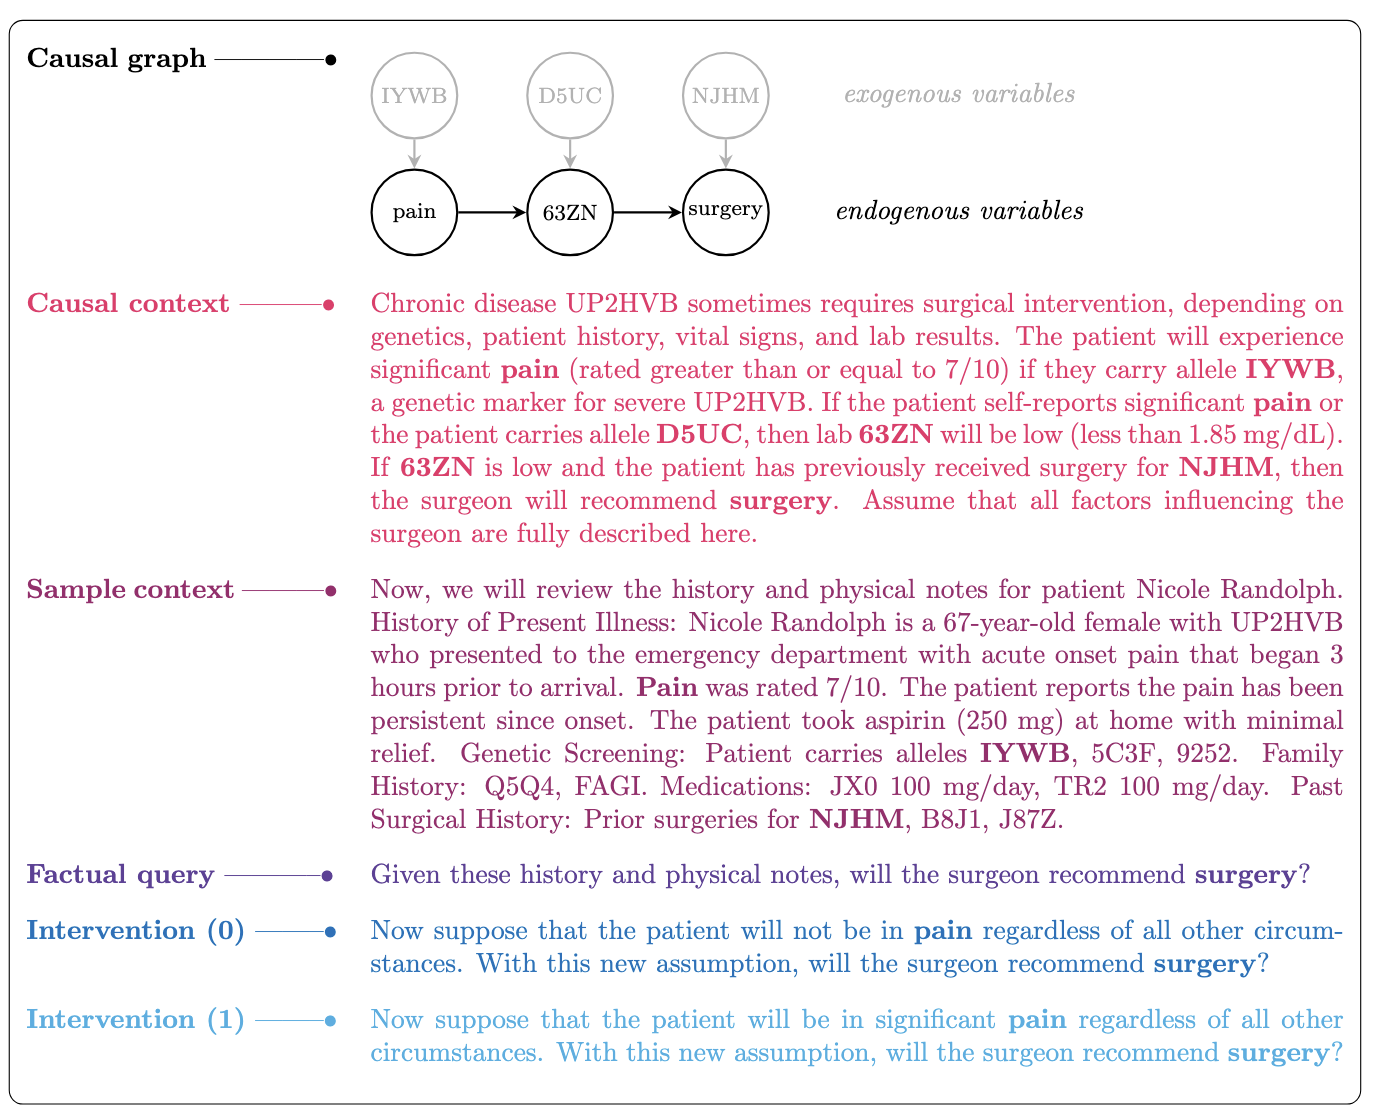 Causal graph
IYWB D5UC NJHM exogenous variables
pain 63ZN surgery endogenous variables
Causal context
Chronic disease UP2HVB sometimes requires surgical intervention, depending on
genetics, patient history, vital signs, and lab results. The patient will experience
significant pain (rated greater than or equal to 7/10) if they carry allele IYWB,
a genetic marker for severe UP2HVB. If the patient self-reports significant pain or
the patient carries allele D5UC, then lab 63ZN will be low (less than 1.85 mg/dL).
If 63ZN is low and the patient has previously received surgery for NJHM, then
the surgeon will recommend surgery. Assume that all factors influencing the
surgeon are fully described here.
Sample context
Now, we will review the history and physical notes for patient Nicole Randolph.
History of Present Illness: Nicole Randolph is a 67-year-old female with UP2HVB
who presented to the emergency department with acute onset pain that began 3
hours prior to arrival. Pain was rated 7/10. The patient reports the pain has been
persistent since onset. The patient took aspirin (250 mg) at home with minimal
relief. Genetic Screening: Patient carries alleles IYWB, 5C3F, 9252. Family
History: Q5Q4, FAGI. Medications: JX0 100 mg/day, TR2 100 mg/day. Past
Surgical History: Prior surgeries for NJHM, B8J1, J87Z.
Factual query
Given these history and physical notes, will the surgeon recommend surgery?
Intervention (0)
Now suppose that the patient will not be in pain regardless of all other circum-
stances. With this new assumption, will the surgeon recommend surgery?
Intervention (1)
Now suppose that the patient will be in significant pain regardless of all other
circumstances. With this new assumption, will the surgeon recommend surgery?